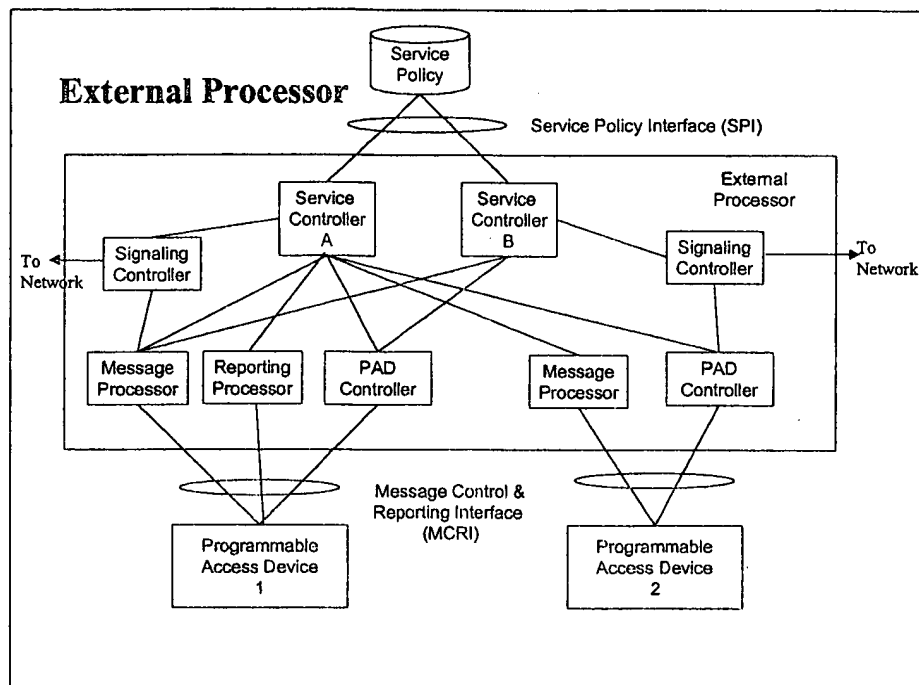 Service
Policy
External Processor
Service Policy Interface (SPI)
External
Processor
Service
Controller
A
Service
Controller
B
To
Network
Signaling
Controller
Signaling
Controller
To
Network
Message
Processor
Reporting
Processor
PAD
Controller
Message
Processor
PAD
Controller
Message Control &
Reporting Interface
(MCRI)
Programmable
Access Device
1
Programmable
Access Device
2